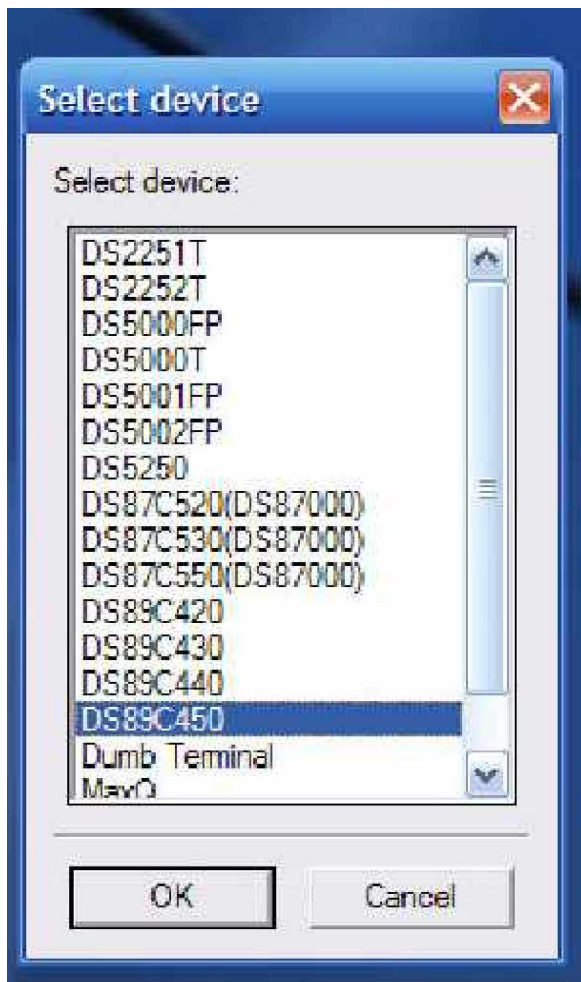 Select device
Select device:
DS2251T
DS2252T
DS5000FP
DS5000T
DS5001FP
DS5002FP
DS5250
DS87C520(DS87000)
DS87C530(DS87000)
DS87C550(DS87000)
DS89C420
DS89C430
DS89C440
DS89C450
Dumb Terminal
MaxQ
OK
Cancel